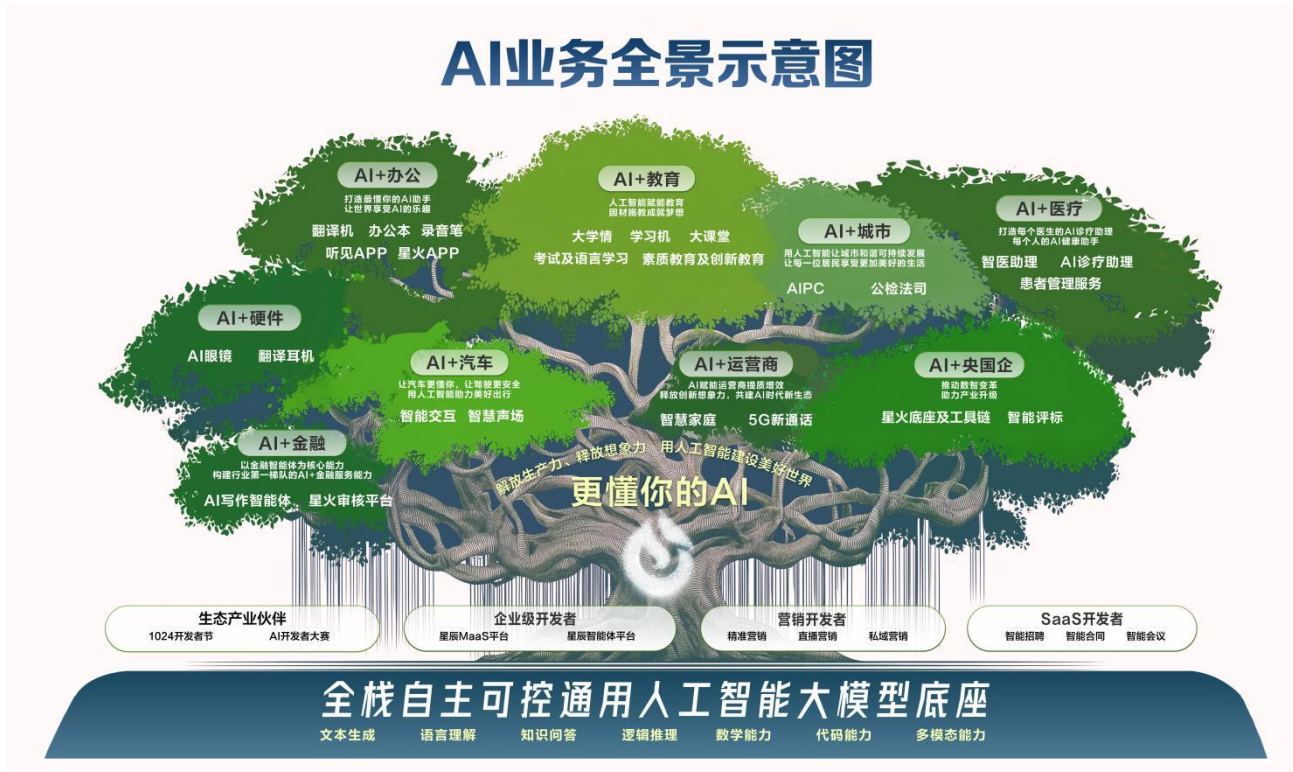 AI业务全景示意图
AI+办公
打造最懂你的AI助手
让世界享受AI的乐趣
翻译机 办公本 录音笔
听见APP 星火APP
AI+教育
人工智能赋能教育
因材施教成就梦想
大学情 学习机 大课堂
考试及语言学习 素质教育及创新教育
AI+城市
用人工智能让城市和谐可持续发展
让每一位居民享受更加美好的生活
AIPC 公检法司
AI+医疗
打造每个医生的AI诊疗助理
每个人的AI健康助手
智医助理 AI诊疗助理
患者管理服务
AI+硬件
AI眼镜 翻译耳机
AI+汽车
让汽车更懂你,让驾驶更安全
用人工智能助力美好出行
智能交互 智慧声场
AI+运营商
AI赋能运营商提质增效
释放创新想象力,共建AI时代新生态
智慧家庭 5G新通话
AI+央国企
推动数智变革
助力产业升级
星火底座及工具链 智能评标
AI+金融
以金融智能体为核心能力
构建行业第一梯队的AI+金融服务能力
AI写作智能体 星火审核平台
解放生产力、释放想象力 用人工智能建设美好世界
更懂你的AI
生态产业伙伴
1024开发者节 AI开发者大赛
企业级开发者
星辰MaaS平台 星辰智能体平台
营销开发者
精准营销 直播营销 私域营销
SaaS开发者
智能招聘 智能合同 智能会议
全栈自主可控通用人工智能大模型底座
文本生成 语言理解 知识问答 逻辑推理 数学能力 代码能力 多模态能力